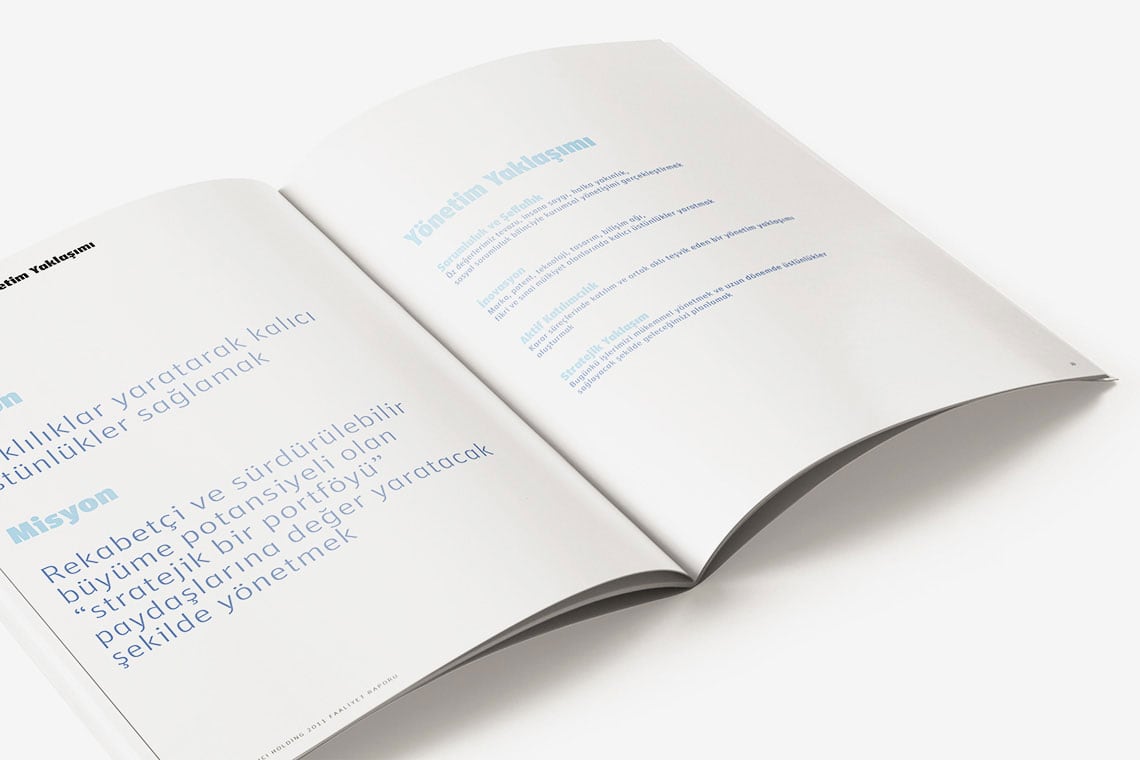 etim Yaklaşımı
on
klılıklar yaratarak kalıcı
stünlükler sağlamak
Misyon
Rekabetçi ve sürdürülebilir
büyüme potansiyeli olan
“stratejik bir portföyü”
paydaşlarına değer yaratacak
şekilde yönetmek
HOLDING 2011 FAALİYET RAPORU
Yönetim Yaklaşımı
Sorumluluk ve Şeffaflık
Öz değerlerimiz tevazu, insana saygı, halka yakınlık,
sosyal sorumluluk bilinciyle kurumsal yönetişimi gerçekleştirmek
İnovasyon
Marka, patent, teknoloji, tasarım, bilişim ağı,
fikri ve sınai mülkiyet alanlarında kalıcı üstünlükler yaratmak
Aktif Katılımcılık
Karar süreçlerinde katılım ve ortak aklı teşvik eden bir yönetim yaklaşımı
oluşturmak
Stratejik Yaklaşım
Bugünkü işlerimizi mükemmel yönetmek ve uzun dönemde üstünlükler
sağlayacak şekilde geleceğimizi planlamak